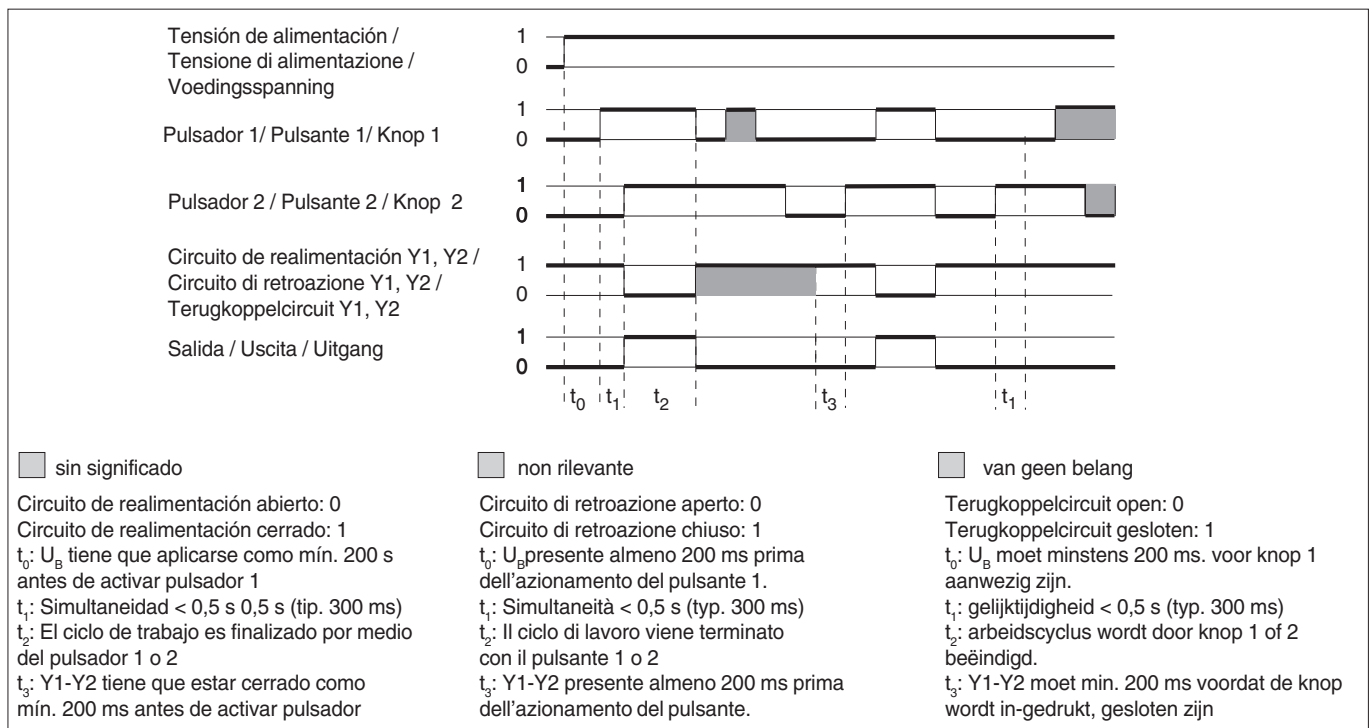 Tensión de alimentación /
Tensione di alimentazione /
Voedingsspanning
1
0
Pulsador 1/ Pulsante 1/ Knop 1
1
0
Pulsador 2 / Pulsante 2 / Knop 2
1
0
Circuito de realimentación Y1, Y2 /
Circuito di retroazione Y1, Y2 /
Terugkoppelcircuit Y1, Y2
1
0
Salida / Uscita / Uitgang
1
0
t0 t1 t2 t3 t1
sin significado
Circuito de realimentación abierto: 0
Circuito de realimentación cerrado: 1
t0: UB tiene que aplicarse como mín. 200 s
antes de activar pulsador 1
t1: Simultaneidad < 0,5 s 0,5 s (tip. 300 ms)
t2: El ciclo de trabajo es finalizado por medio
del pulsador 1 o 2
t3: Y1-Y2 tiene que estar cerrado como
mín. 200 ms antes de activar pulsador
non rilevante
Circuito di retroazione aperto: 0
Circuito di retroazione chiuso: 1
t0: UBpresente almeno 200 ms prima
dell'azionamento del pulsante 1.
t1: Simultaneità < 0,5 s (typ. 300 ms)
t2: Il ciclo di lavoro viene terminato
con il pulsante 1 o 2
t3: Y1-Y2 presente almeno 200 ms prima
dell'azionamento del pulsante.
van geen belang
Terugkoppelcircuit open: 0
Terugkoppelcircuit gesloten: 1
t0: UB moet minstens 200 ms. voor knop 1
aanwezig zijn.
t1: gelijktijdigheid < 0,5 s (typ. 300 ms)
t2: arbeidscyclus wordt door knop 1 of 2
beëindigd.
t3: Y1-Y2 moet min. 200 ms voordat de knop
wordt in-gedrukt, gesloten zijn